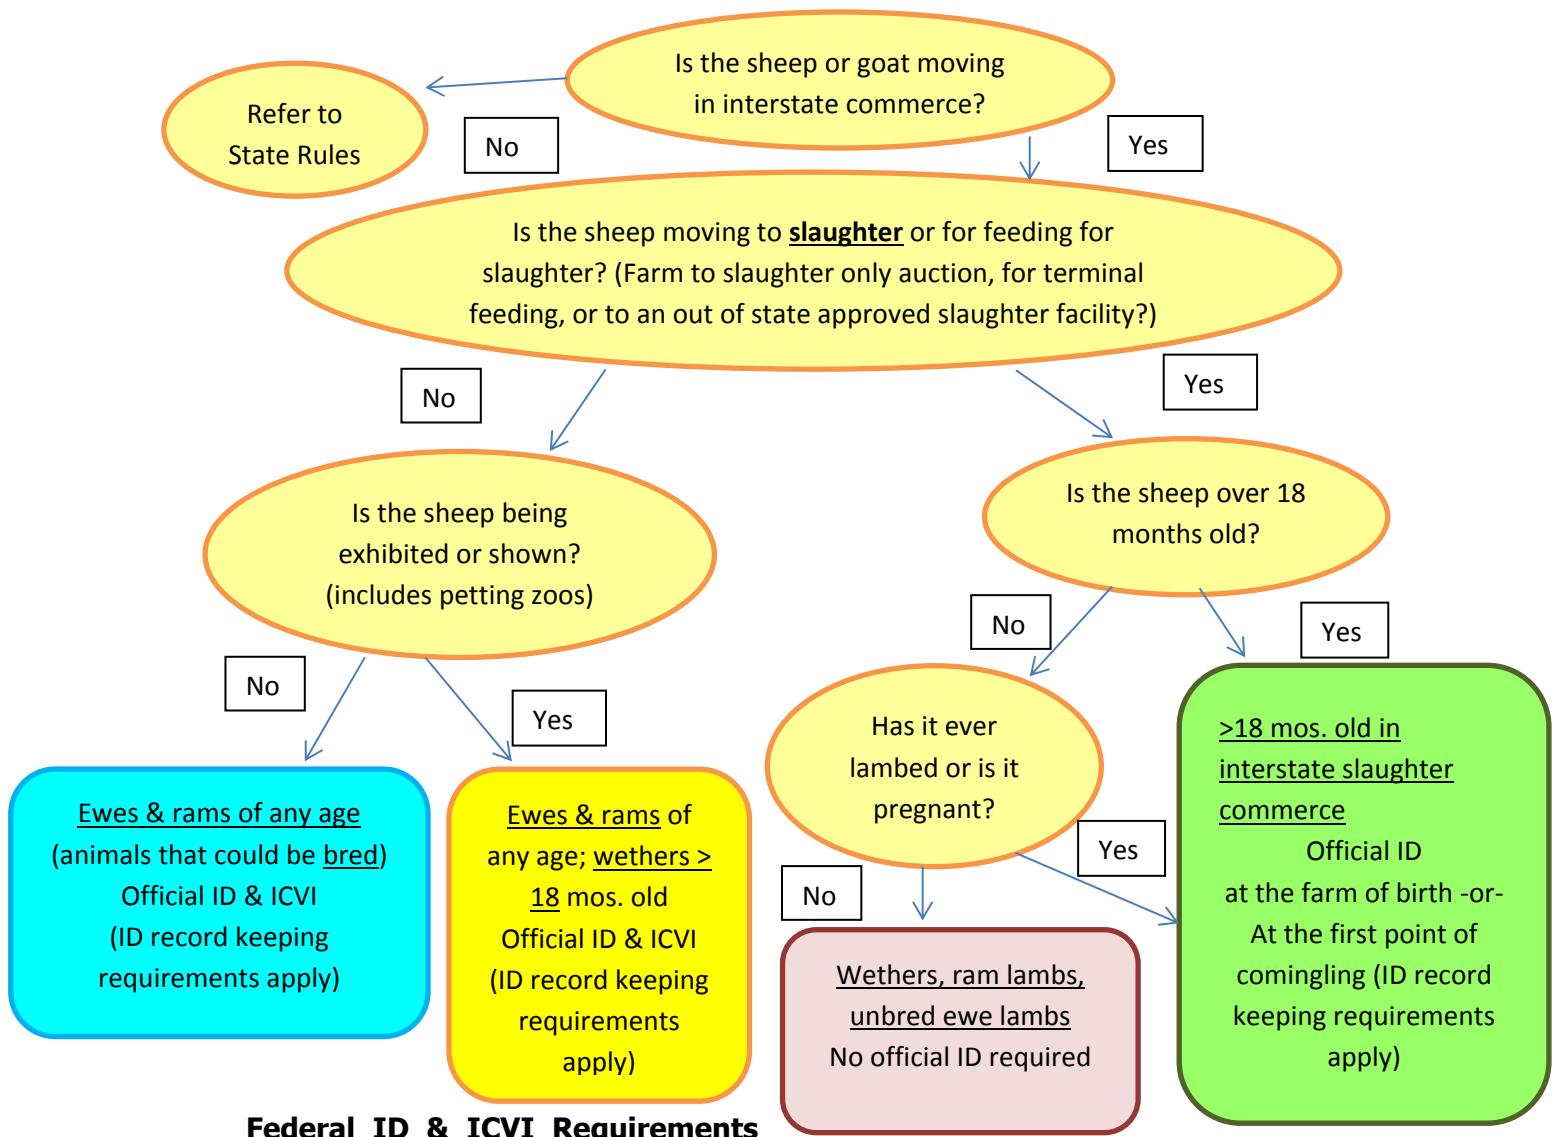 Is the sheep or goat moving
in interstate commerce?
Refer to
State Rules
No
Yes
Is the sheep moving to slaughter or for feeding for
slaughter? (Farm to slaughter only auction, for terminal
feeding, or to an out of state approved slaughter facility?)
No
Yes
Is the sheep being
exhibited or shown?
(includes petting zoos)
Is the sheep over 18
months old?
No
Yes
No
Yes
Has it ever
lambed or is it
pregnant?
No
Yes
Ewes & rams of any age
(animals that could be bred)
Official ID & ICVI
(ID record keeping
requirements apply)
Ewes & rams of
any age; wethers >
18 mos. old
Official ID & ICVI
(ID record keeping
requirements
apply)
Wethers, ram lambs,
unbred ewe lambs
No official ID required
>18 mos. old in
interstate slaughter
commerce
Official ID
at the farm of birth -or-
At the first point of
comingling (ID record
keeping requirements
apply)
Federal ID & ICVI Requirements